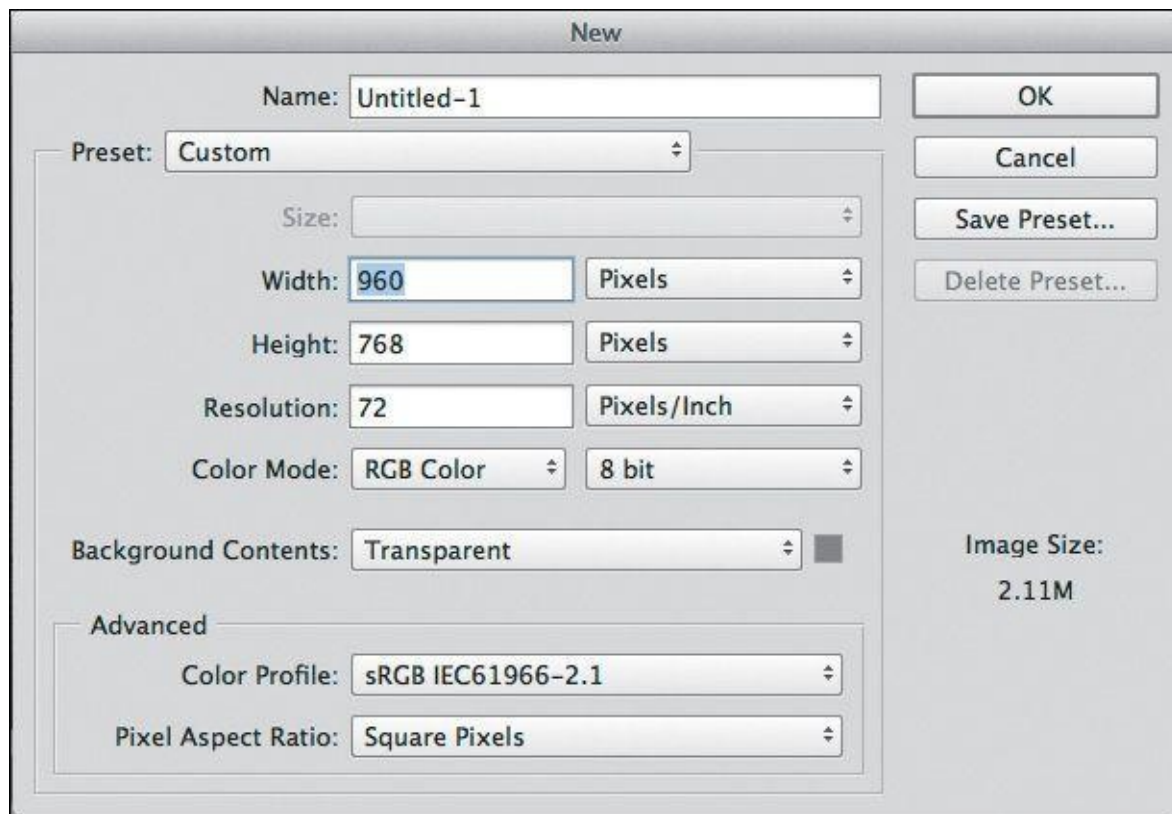 New
Name: Untitled-1
OK
Preset: Custom
Cancel
Size:
Save Preset...
Width: 960 Pixels
Delete Preset...
Height: 768 Pixels
Resolution: 72 Pixels/Inch
Color Mode: RGB Color 8 bit
Background Contents: Transparent
Image Size:
2.11M
Advanced
Color Profile: sRGB IEC61966-2.1
Pixel Aspect Ratio: Square Pixels